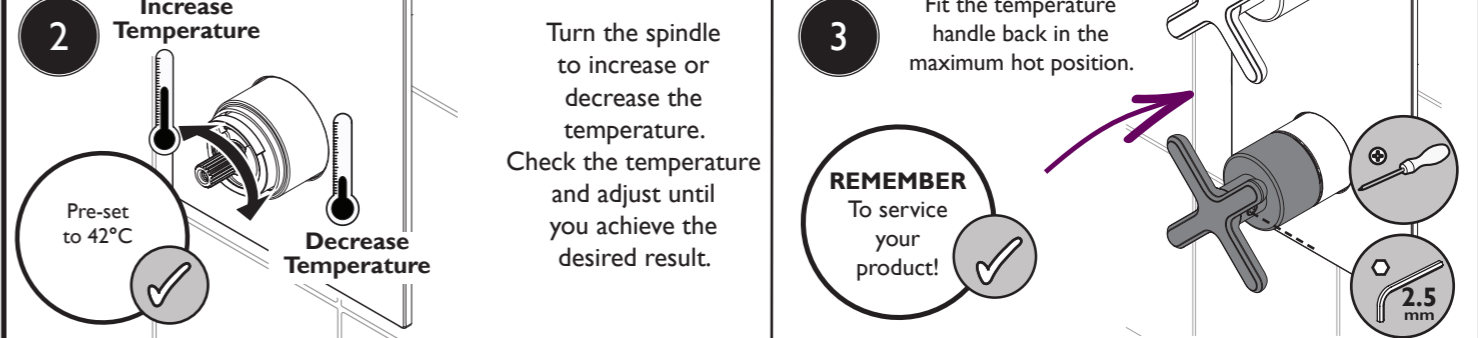 2
Increase
Temperature
Pre-set
to 42°C
Decrease
Temperature
Turn the spindle
to increase or
decrease the
temperature.
Check the temperature
and adjust until
you achieve the
desired result.
3
Fit the temperature
handle back in the
maximum hot position.
REMEMBER
To service
your
product!
2.5
mm